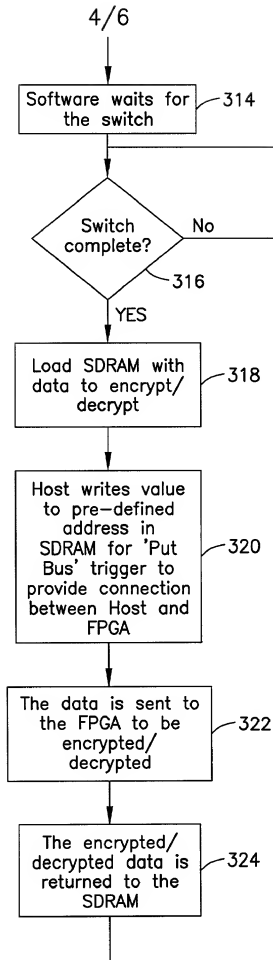 4/6
Software waits for
the switch
314
Switch
complete?
No
316
YES
Load SDRAM with
data to encrypt/
decrypt
318
Host writes value
to pre-defined
address in
SDRAM for 'Put
Bus' trigger to
provide connection
between Host and
FPGA
320
The data is sent to
the FPGA to be
encrypted/
decrypted
322
The encrypted/
decrypted data is
returned to the
SDRAM
324